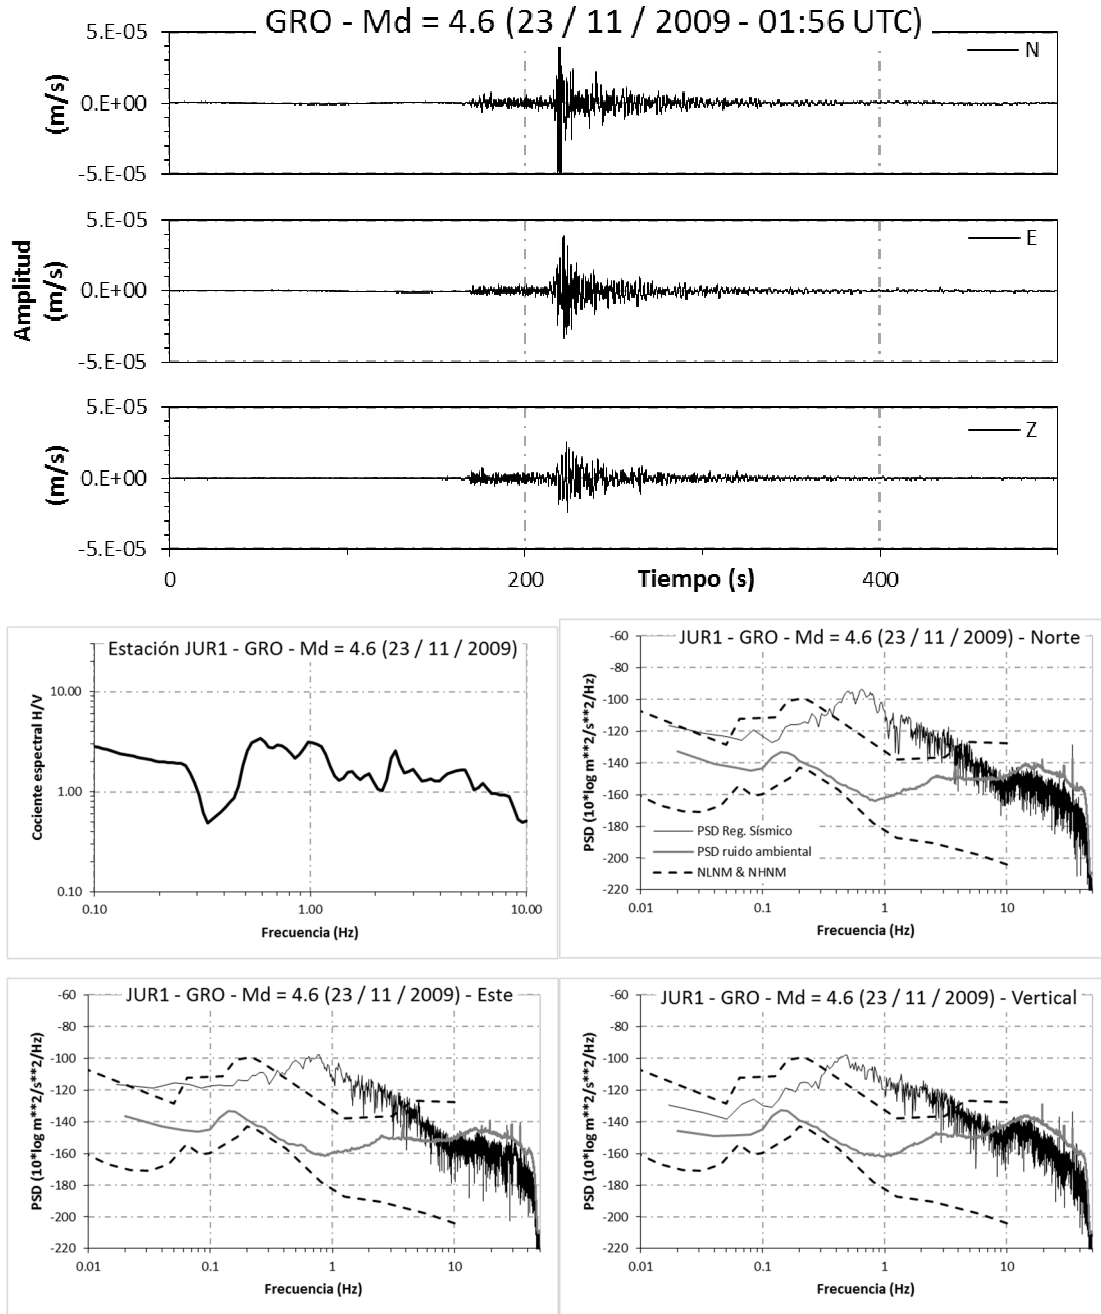 GRO - Md = 4.6 (23 / 11 / 2009 - 01:56 UTC)
5.E-05
0.E+00
-5.E-05
(m/s)
N
5.E-05
0.E+00
-5.E-05
Amplitud
(m/s)
E
5.E-05
0.E+00
-5.E-05
(m/s)
Z
0 200 400
Tiempo (s)
Estación JUR1 - GRO - Md = 4.6 (23 / 11 / 2009)
Cociente espectral H/V
10.00
1.00
0.10
0.10 1.00 10.00
Frecuencia (Hz)
JUR1 - GRO - Md = 4.6 (23 / 11 / 2009) - Norte
PSD (10*log m**2/s**2/Hz)
-60
-80
-100
-120
-140
-160
-180
-200
-220
PSD Reg. Sísmico
PSD ruido ambiental
NLNM & NHNM
0.01 0.1 1 10
Frecuencia (Hz)
JUR1 - GRO - Md = 4.6 (23 / 11 / 2009) - Este
PSD (10*log m**2/s**2/Hz)
-60
-80
-100
-120
-140
-160
-180
-200
-220
0.01 0.1 1 10
Frecuencia (Hz)
JUR1 - GRO - Md = 4.6 (23 / 11 / 2009) - Vertical
PSD (10*log m**2/s**2/Hz)
-60
-80
-100
-120
-140
-160
-180
-200
-220
0.01 0.1 1 10
Frecuencia (Hz)